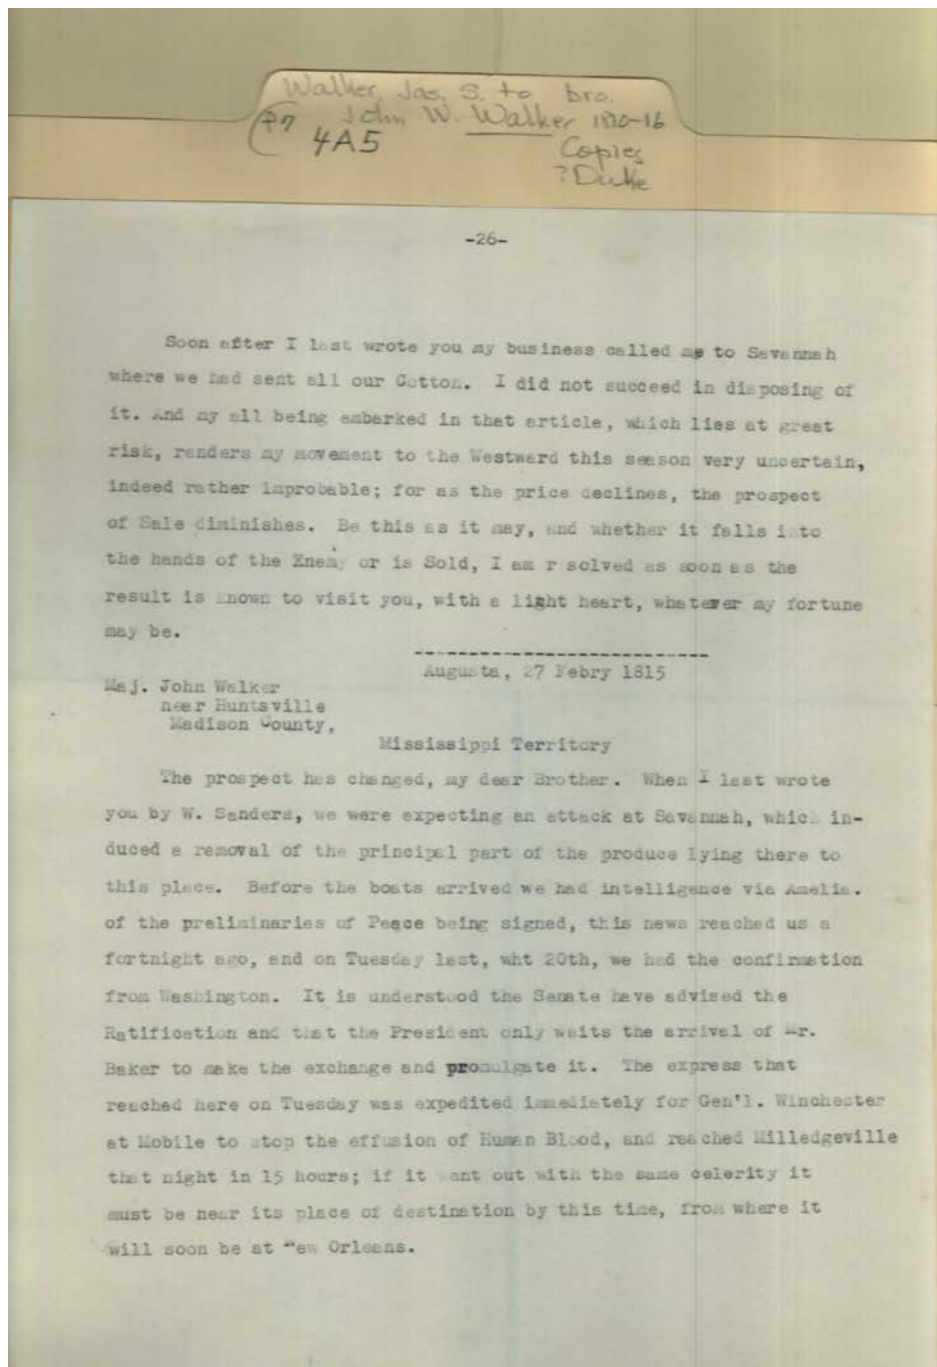 Walker, Jas. S. to bro.
John W. Walker 1810-16
P7
4A5
Copies
?Duke
-26-
Soon after I last wrote you my business called me to Savannah
where we had sent all our Cotton. I did not succeed in disposing of
it. And my all being embarked in that article, which lies at great
risk, renders my movement to the Westward this season very uncertain,
indeed rather improbable; for as the price declines, the prospect
of Sale diminishes. Be this as it may, and whether it falls into
the hands of the Enemy or is Sold, I am r solved as soon as the
result is known to visit you, with a light heart, whatever my fortune
may be.
----------------------------
Augusta, 27 Febry 1815
Maj. John Walker
near Huntsville
Madison County,
Mississippi Territory
The prospect has changed, my dear Brother. When I last wrote
you by W. Sanders, we were expecting an attack at Savannah, which in-
duced a removal of the principal part of the produce lying there to
this place. Before the boats arrived we had intelligence via Amelia.
of the preliminaries of Peace being signed, this news reached us a
fortnight ago, and on Tuesday last, wht 20th, we had the confirmation
from Washington. It is understood the Senate have advised the
Ratification and that the President only waits the arrival of Mr.
Baker to make the exchange and promulgate it. The express that
reached here on Tuesday was expedited immediately for Gen'l. Winchester
at Mobile to stop the effusion of Human Blood, and reached Milledgeville
that night in 15 hours; if it want out with the same celerity it
must be near its place of destination by this time, from where it
will soon be at New Orleans.